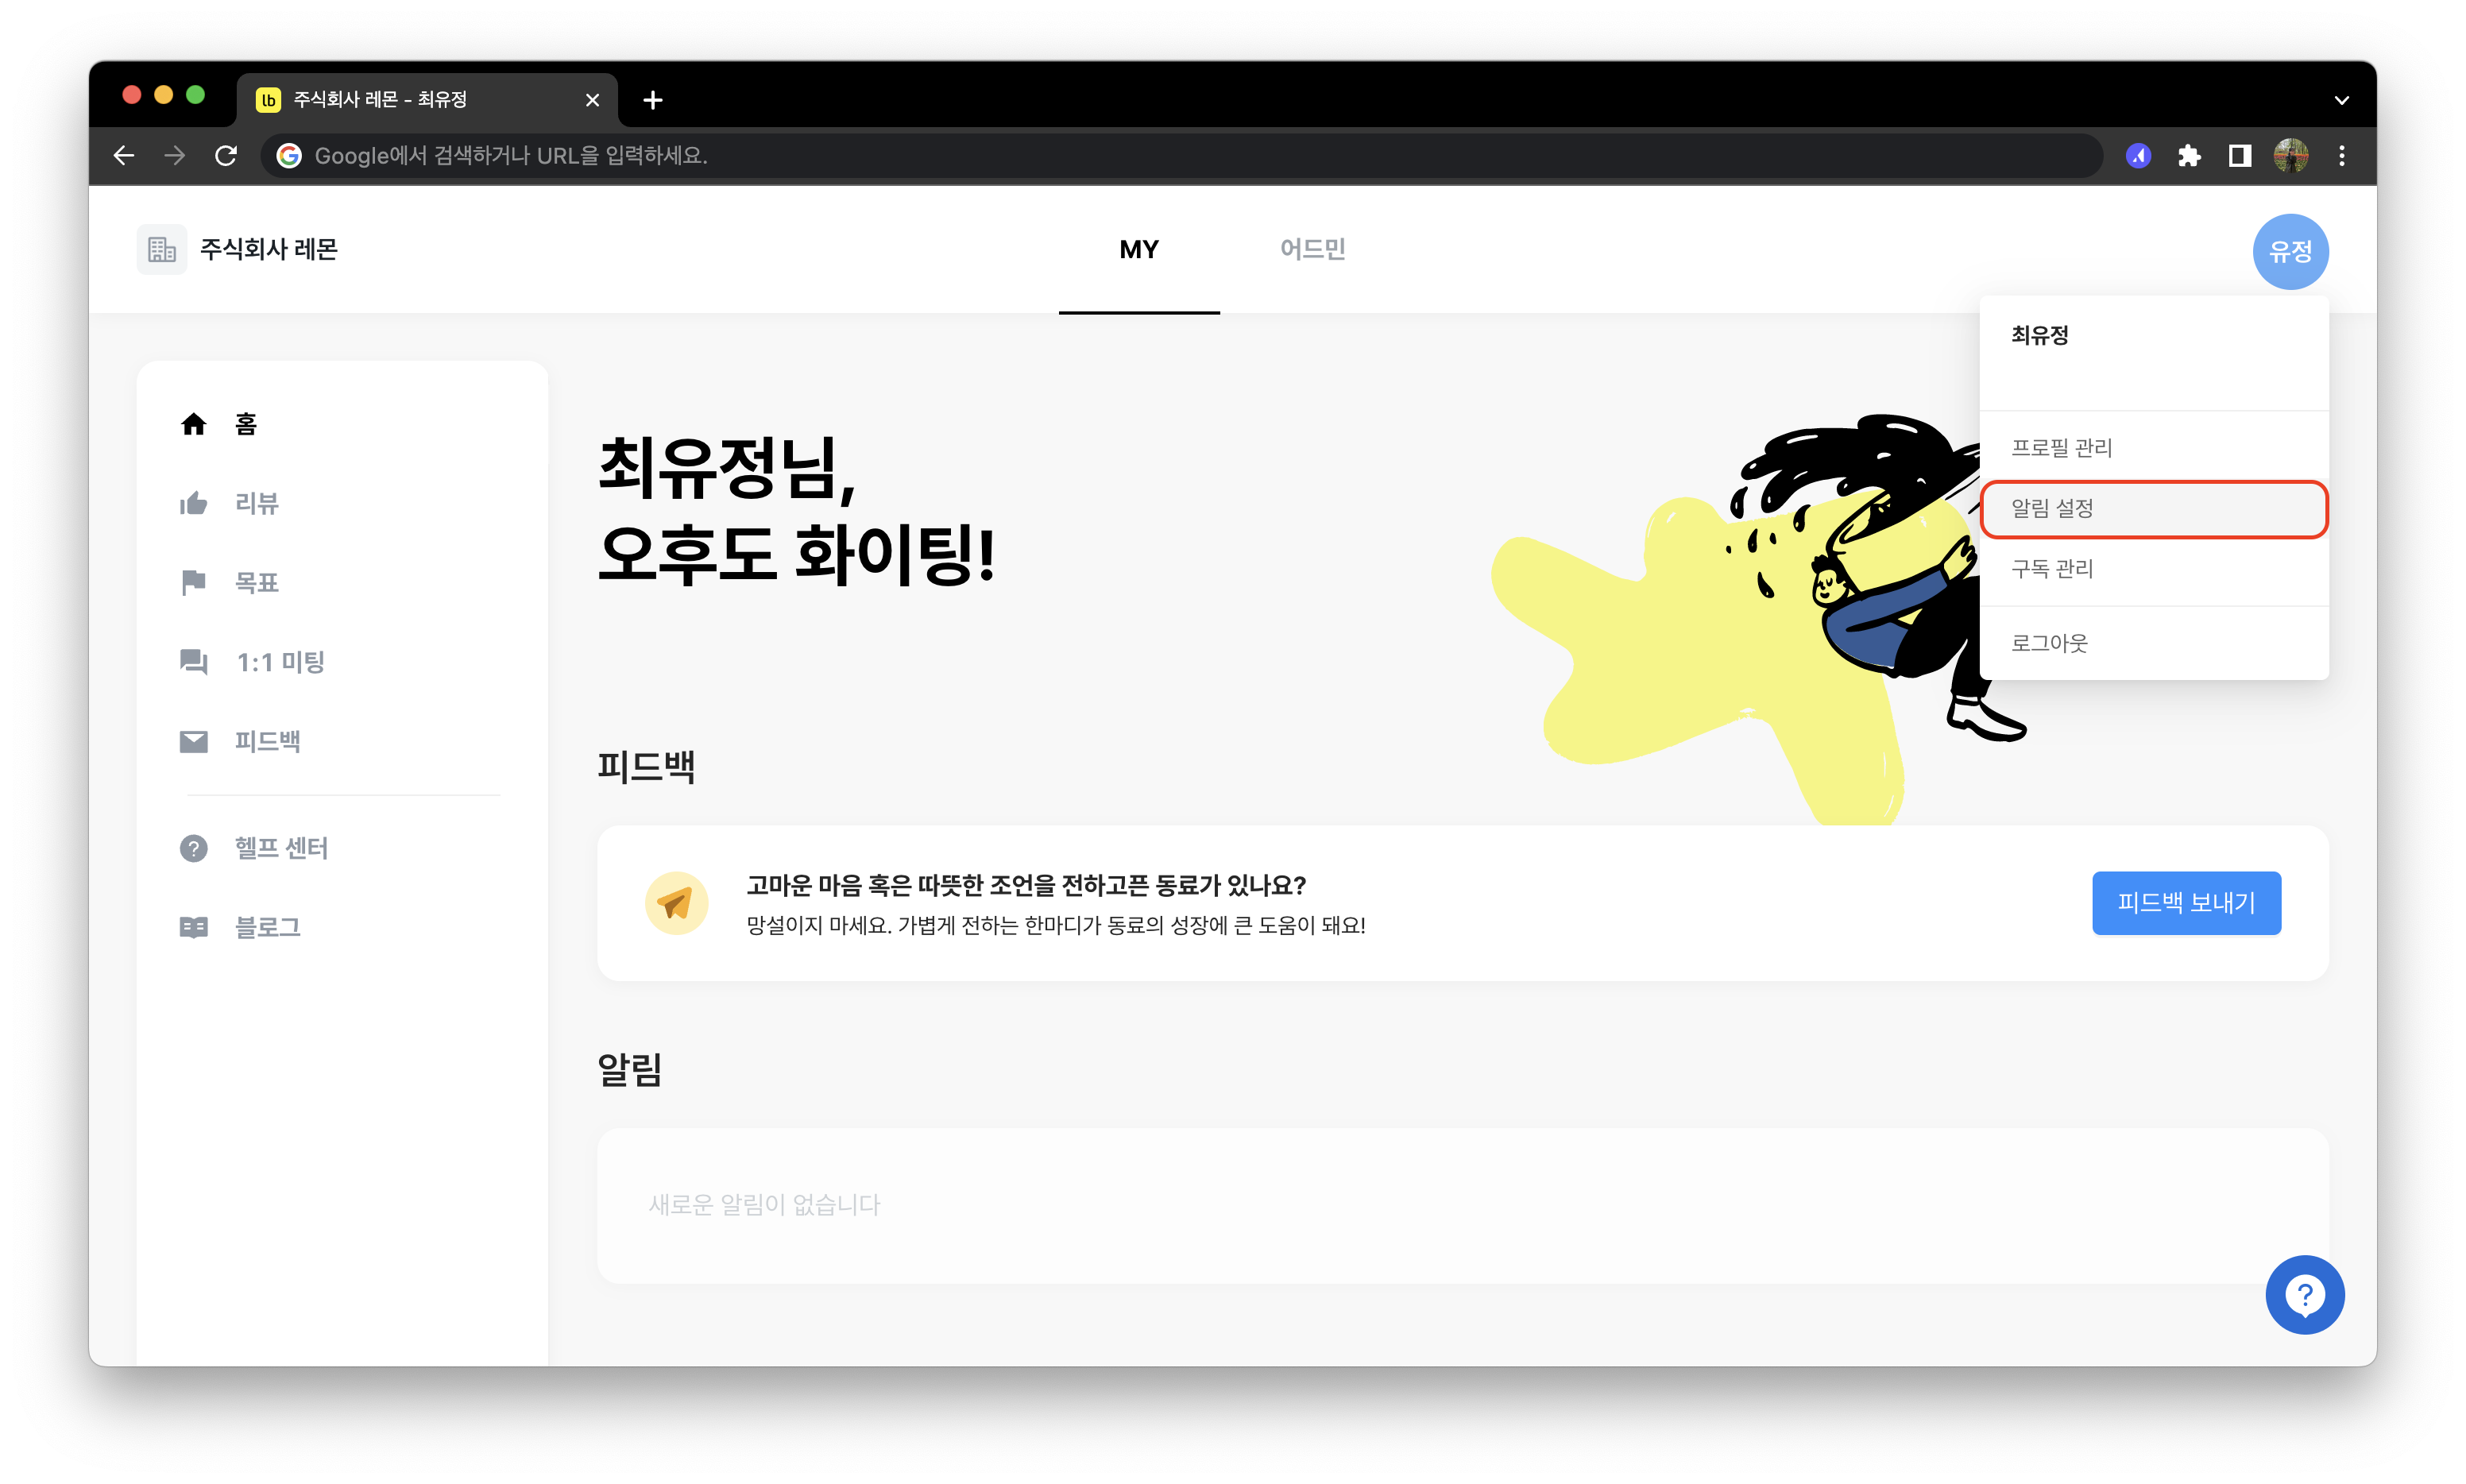 lb 주식회사 레몬 - 최유정
Google에서 검색하거나 URL을 입력하세요.
주식회사 레몬
MY
어드민
유정
최유정
프로필 관리
알림 설정
구독 관리
로그아웃
홈
리뷰
목표
1:1 미팅
피드백
헬프 센터
블로그
최유정님,
오후도 화이팅!
피드백
고마운 마음 혹은 따뜻한 조언을 전하고픈 동료가 있나요?
망설이지 마세요. 가볍게 전하는 한마디가 동료의 성장에 큰 도움이 돼요!
피드백 보내기
알림
새로운 알림이 없습니다